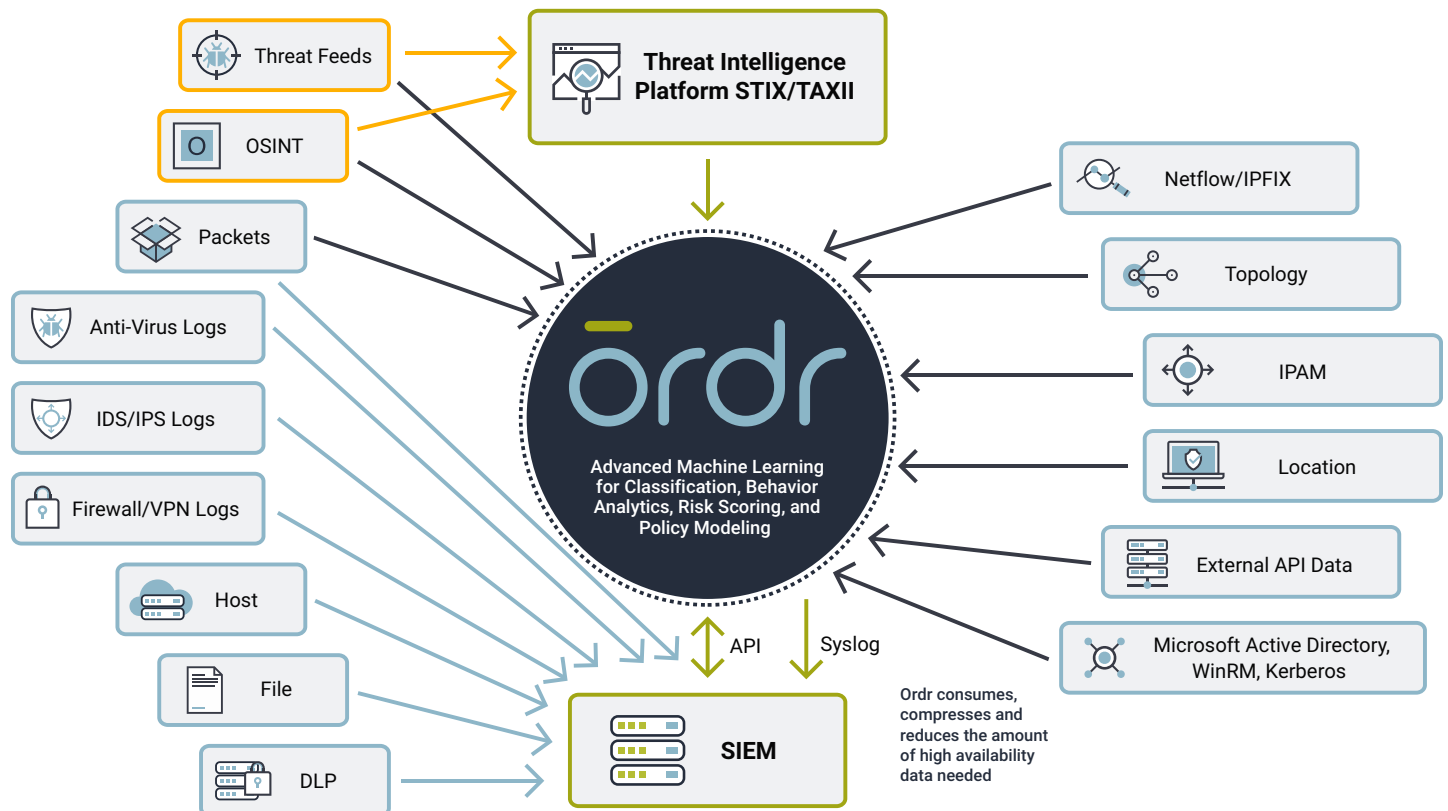 Threat Feeds
Threat Intelligence
Platform STIX/TAXII
O
OSINT
Packets
Anti-Virus Logs
IDS/IPS Logs
Firewall/VPN Logs
Host
File
DLP
ōrdr
Advanced Machine Learning
for Classification, Behavior
Analytics, Risk Scoring, and
Policy Modeling
Netflow/IPFIX
Topology
IPAM
Location
External API Data
Microsoft Active Directory,
WinRM, Kerberos
API
Syslog
SIEM
Ordr consumes,
compresses and
reduces the amount
of high availability
data needed